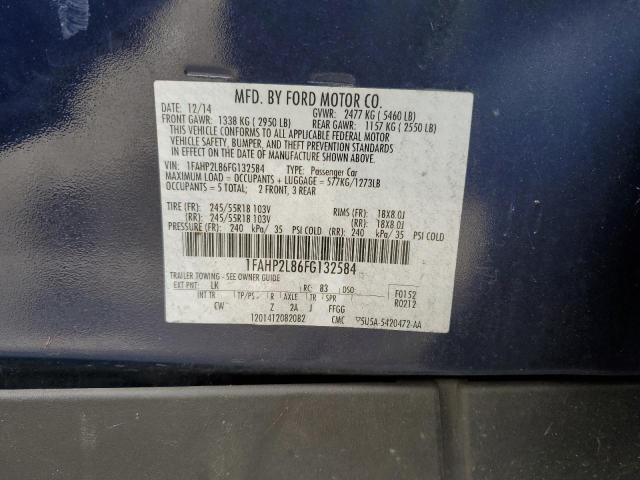 MFD. BY FORD MOTOR CO.
12/14 GVWR: 2477 KG ( 5460 LB)
FRONT GAWR: 1338 KG ( 2950 LB) REAR GAWR: 1157 KG ( 2550 LB)
THIS VEHICLE CONFORMS TO ALL APPLICABLE FEDERAL MOTOR
VEHICLE SAFETY, BUMPER, AND THEFT PREVENTION STANDARDS
IN EFFECT ON THE DATE OF MANUFACTURE SHOWN ABOVE.
VIN: 1FAHP2L86FG132584 TYPE: Passenger Car
MAXIMUM LOAD = OCCUPANTS + LUGGAGE = 577KG/1273LB
OCCUPANTS = 5 TOTAL; 2 FRONT, 3 REAR
TIRE (FR): 245/55R18 103V RIMS (FR): 18X8.0J
(RR): 245/55R18 103V (RR): 18X8.0J
PRESSURE (FR): 240 kPa/ 35 PSI COLD (RR): 240 kPa/ 35 PSI COLD
1FAHP2L86FG132584
TRAILER TOWING - SEE OWNER GUIDE
EXT PNT: LK RC: 83 DSO: F0152
INT TR TP/PS R AXLE TR SPR R0212
CW Z 2A J FFGG
1201412082082 CMC 5U5A-5420472-AA